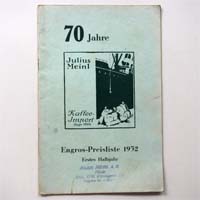 70 Jahre
Julius
Meinl
Kaffee-
Import
Engros-Preisliste 1932
Erstes Halbjahr